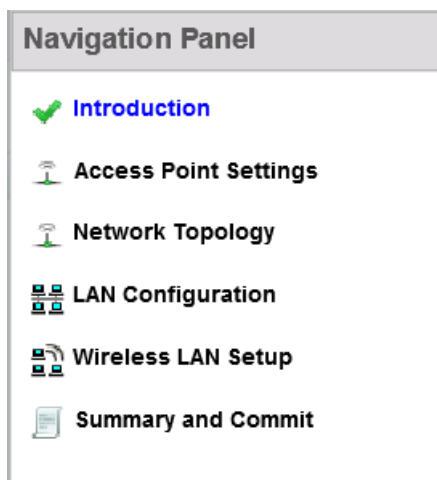 Navigation Panel
Introduction
Access Point Settings
Network Topology
LAN Configuration
Wireless LAN Setup
Summary and Commit